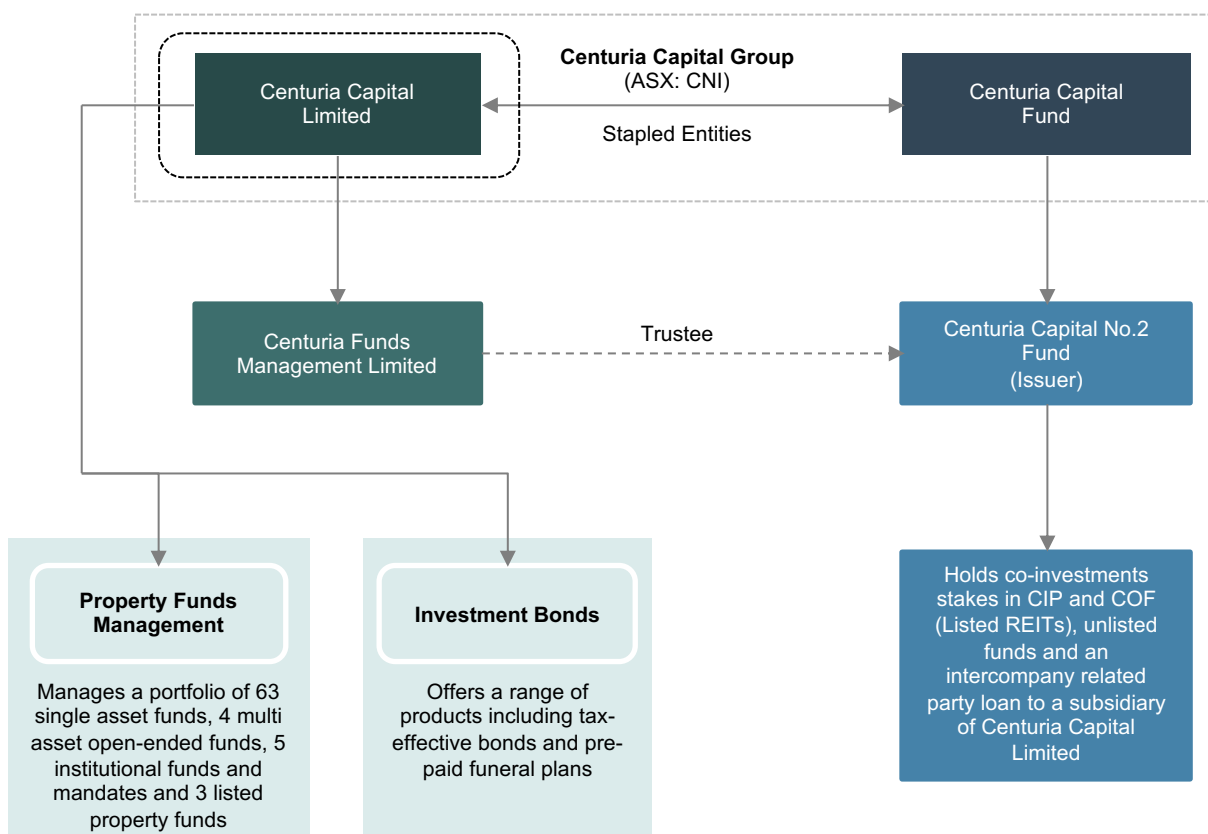 Centuria Capital
Limited
Centuria Capital Group
(ASX: CNI)
Stapled Entities
Centuria Capital
Fund
Centuria Funds
Management Limited
Trustee
Centuria Capital No.2
Fund
(Issuer)
Property Funds
Management
Manages a portfolio of 63
single asset funds, 4 multi
asset open-ended funds, 5
institutional funds and
mandates and 3 listed
property funds
Investment Bonds
Offers a range of
products including tax-
effective bonds and pre-
paid funeral plans
Holds co-investments
stakes in CIP and COF
(Listed REITs), unlisted
funds and an
intercompany related
party loan to a subsidiary
of Centuria Capital
Limited